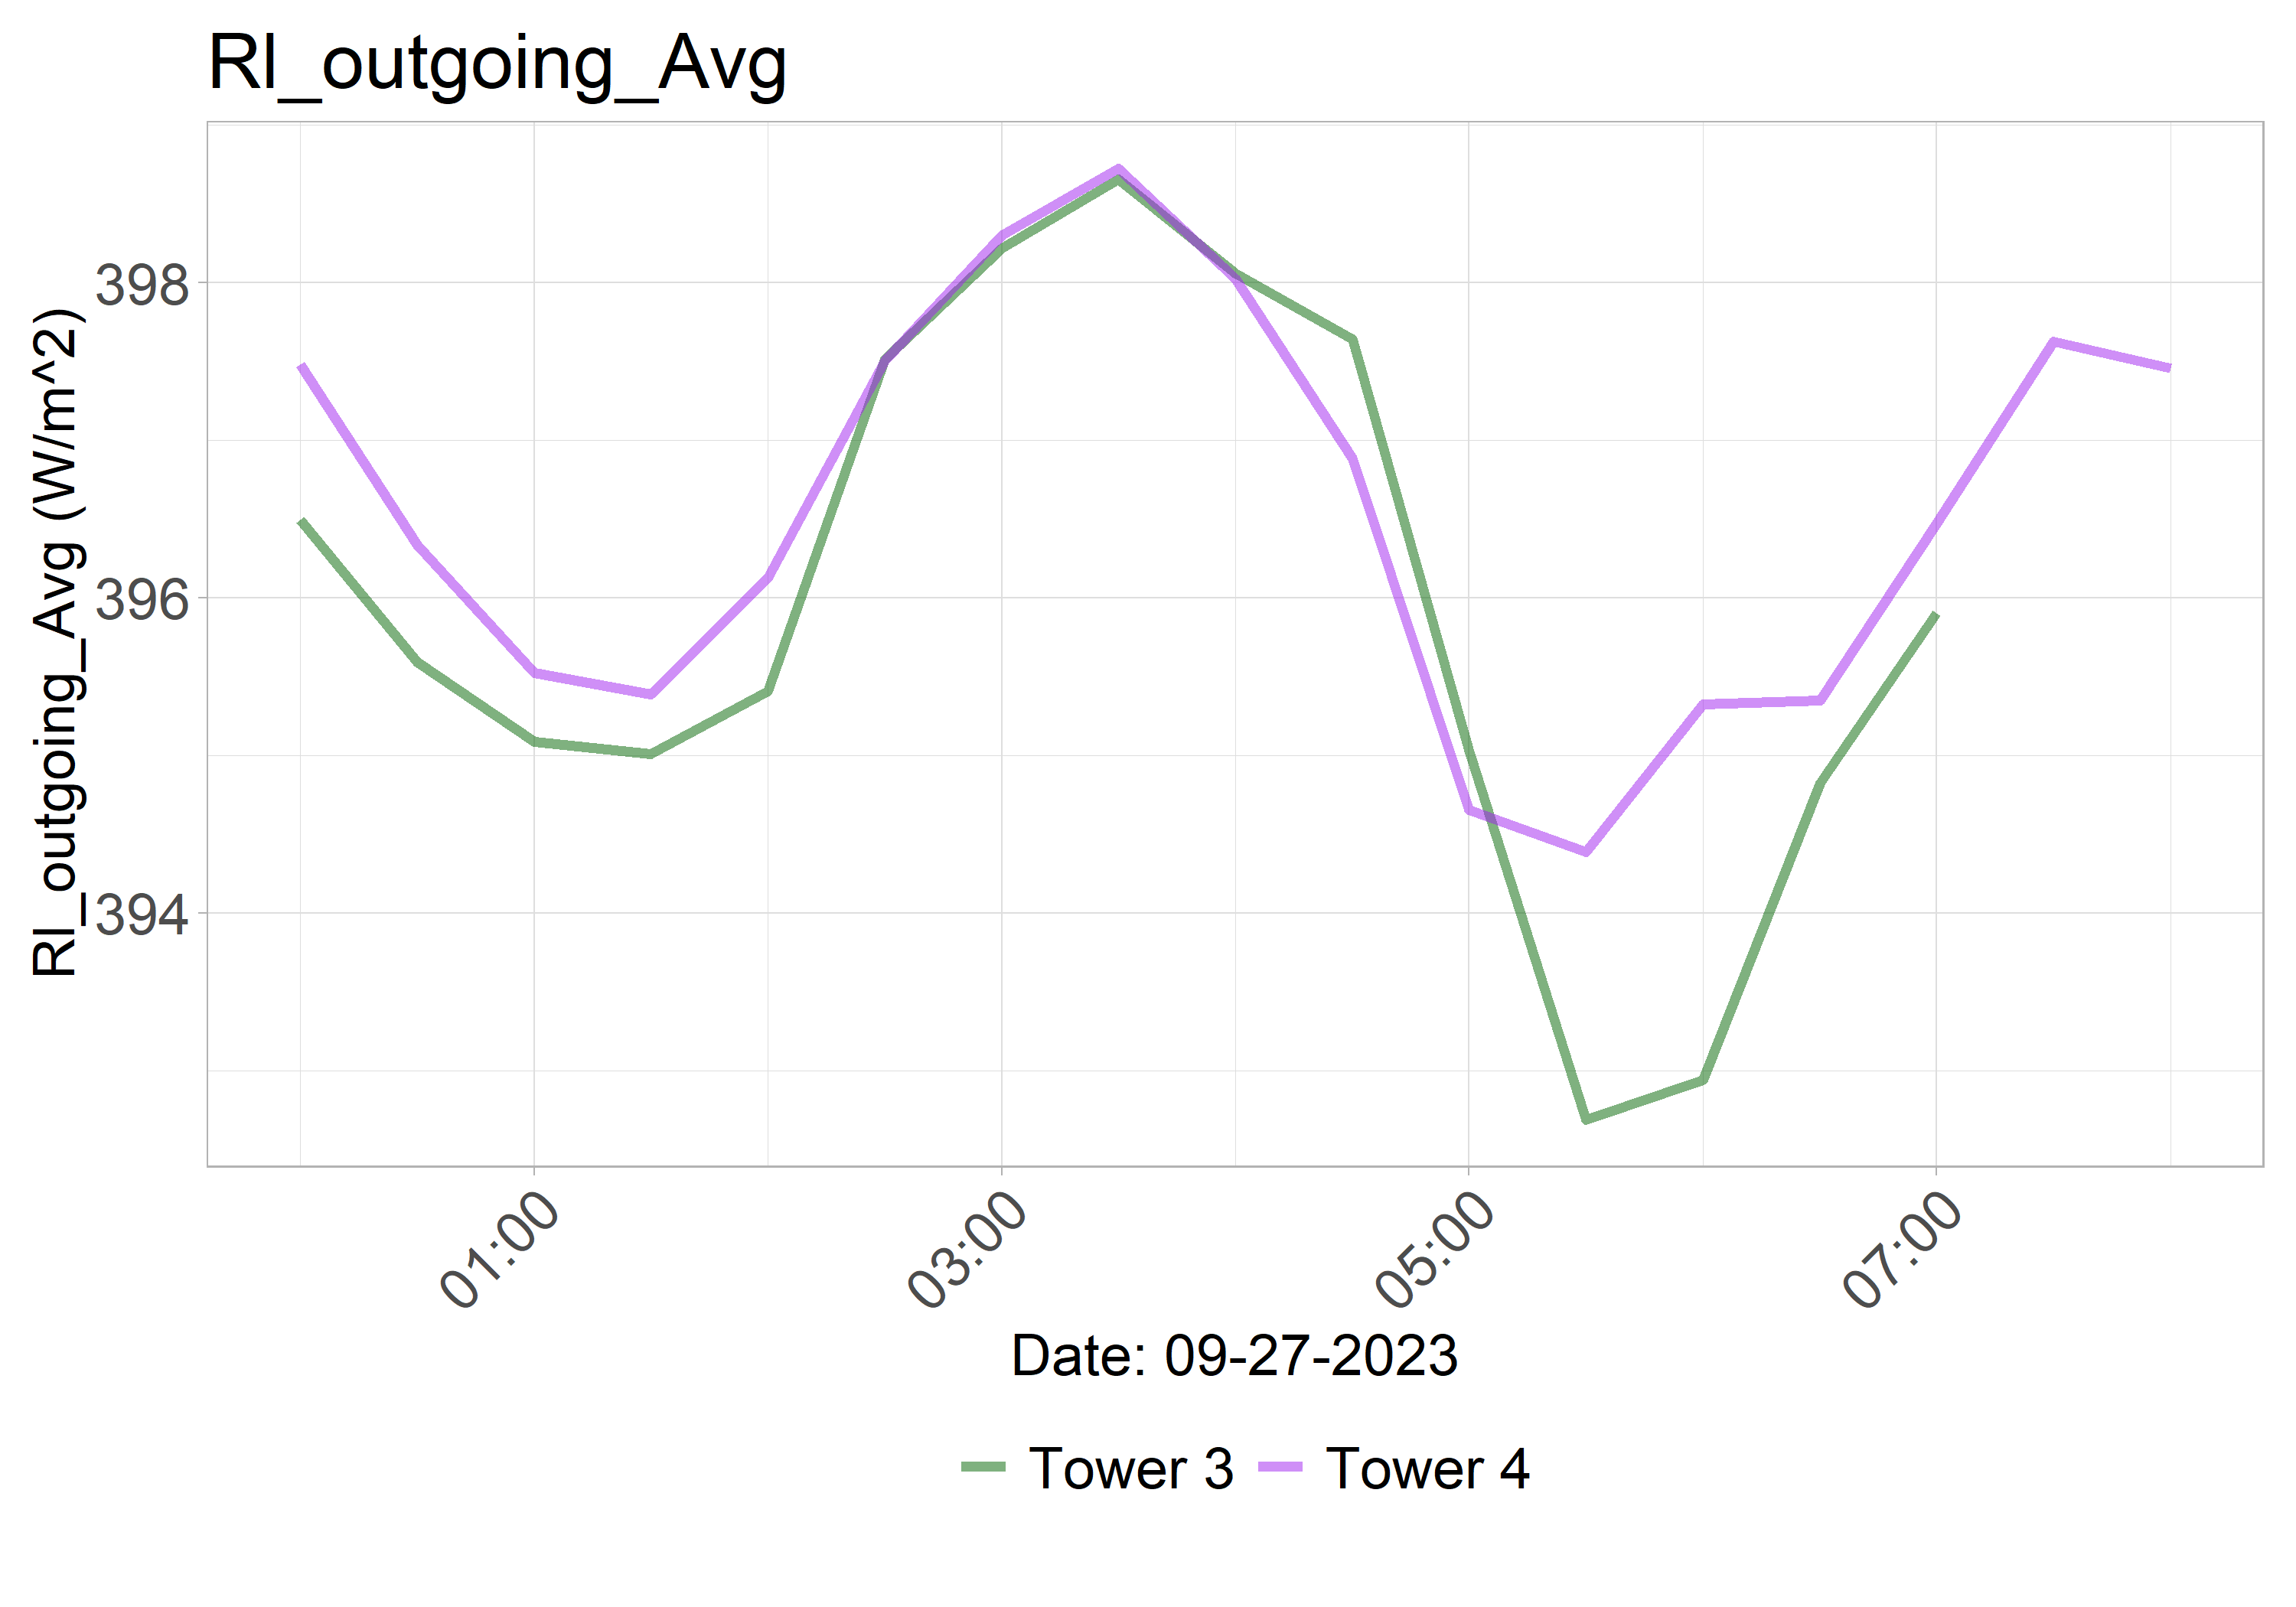 Rl_outgoing_Avg
Rl_outgoing_Avg (W/m^2)
398
396
394
01:00
03:00
05:00
07:00
Date: 09-27-2023
Tower 3
Tower 4